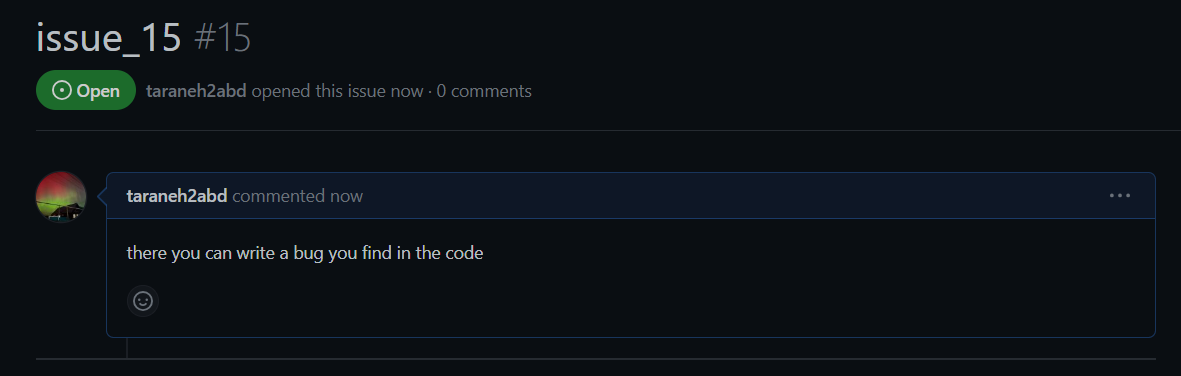 issue_15 #15
Open taraneh2abd opened this issue now · 0 comments
taraneh2abd commented now
there you can write a bug you find in the code